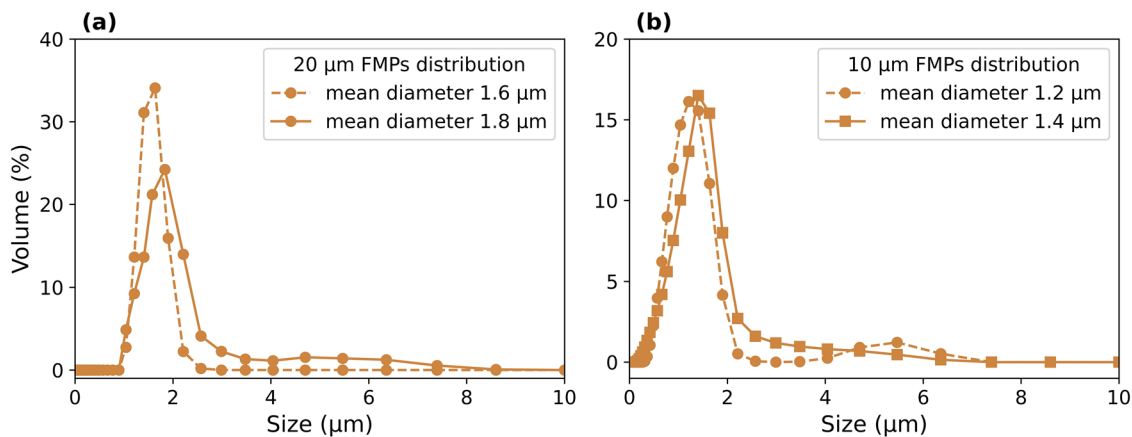 (a)
20 µm FMPs distribution
mean diameter 1.6 µm
mean diameter 1.8 µm
Volume (%)
40
30
20
10
0
0 2 4 6 8 10
Size (µm)
(b)
10 µm FMPs distribution
mean diameter 1.2 µm
mean diameter 1.4 µm
20
15
10
5
0
0 2 4 6 8 10
Size (µm)